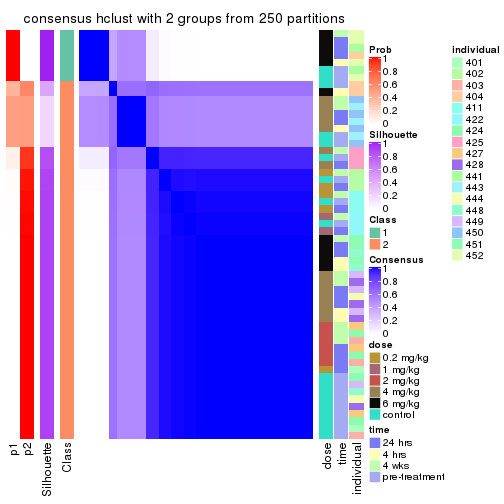 consensus hclust with 2 groups from 250 partitions
p1
p2
Silhouette
Class
dose
time
individual
Prob
1
0.8
0.6
0.4
0.2
0
Silhouette
1
0.8
0.6
0.4
0.2
0
Class
1
2
Consensus
1
0.8
0.6
0.4
0.2
0
dose
0.2 mg/kg
1 mg/kg
2 mg/kg
4 mg/kg
6 mg/kg
control
time
24 hrs
4 hrs
4 wks
pre-treatment
individual
401
402
403
404
411
422
424
425
427
428
441
443
444
448
449
450
451
452